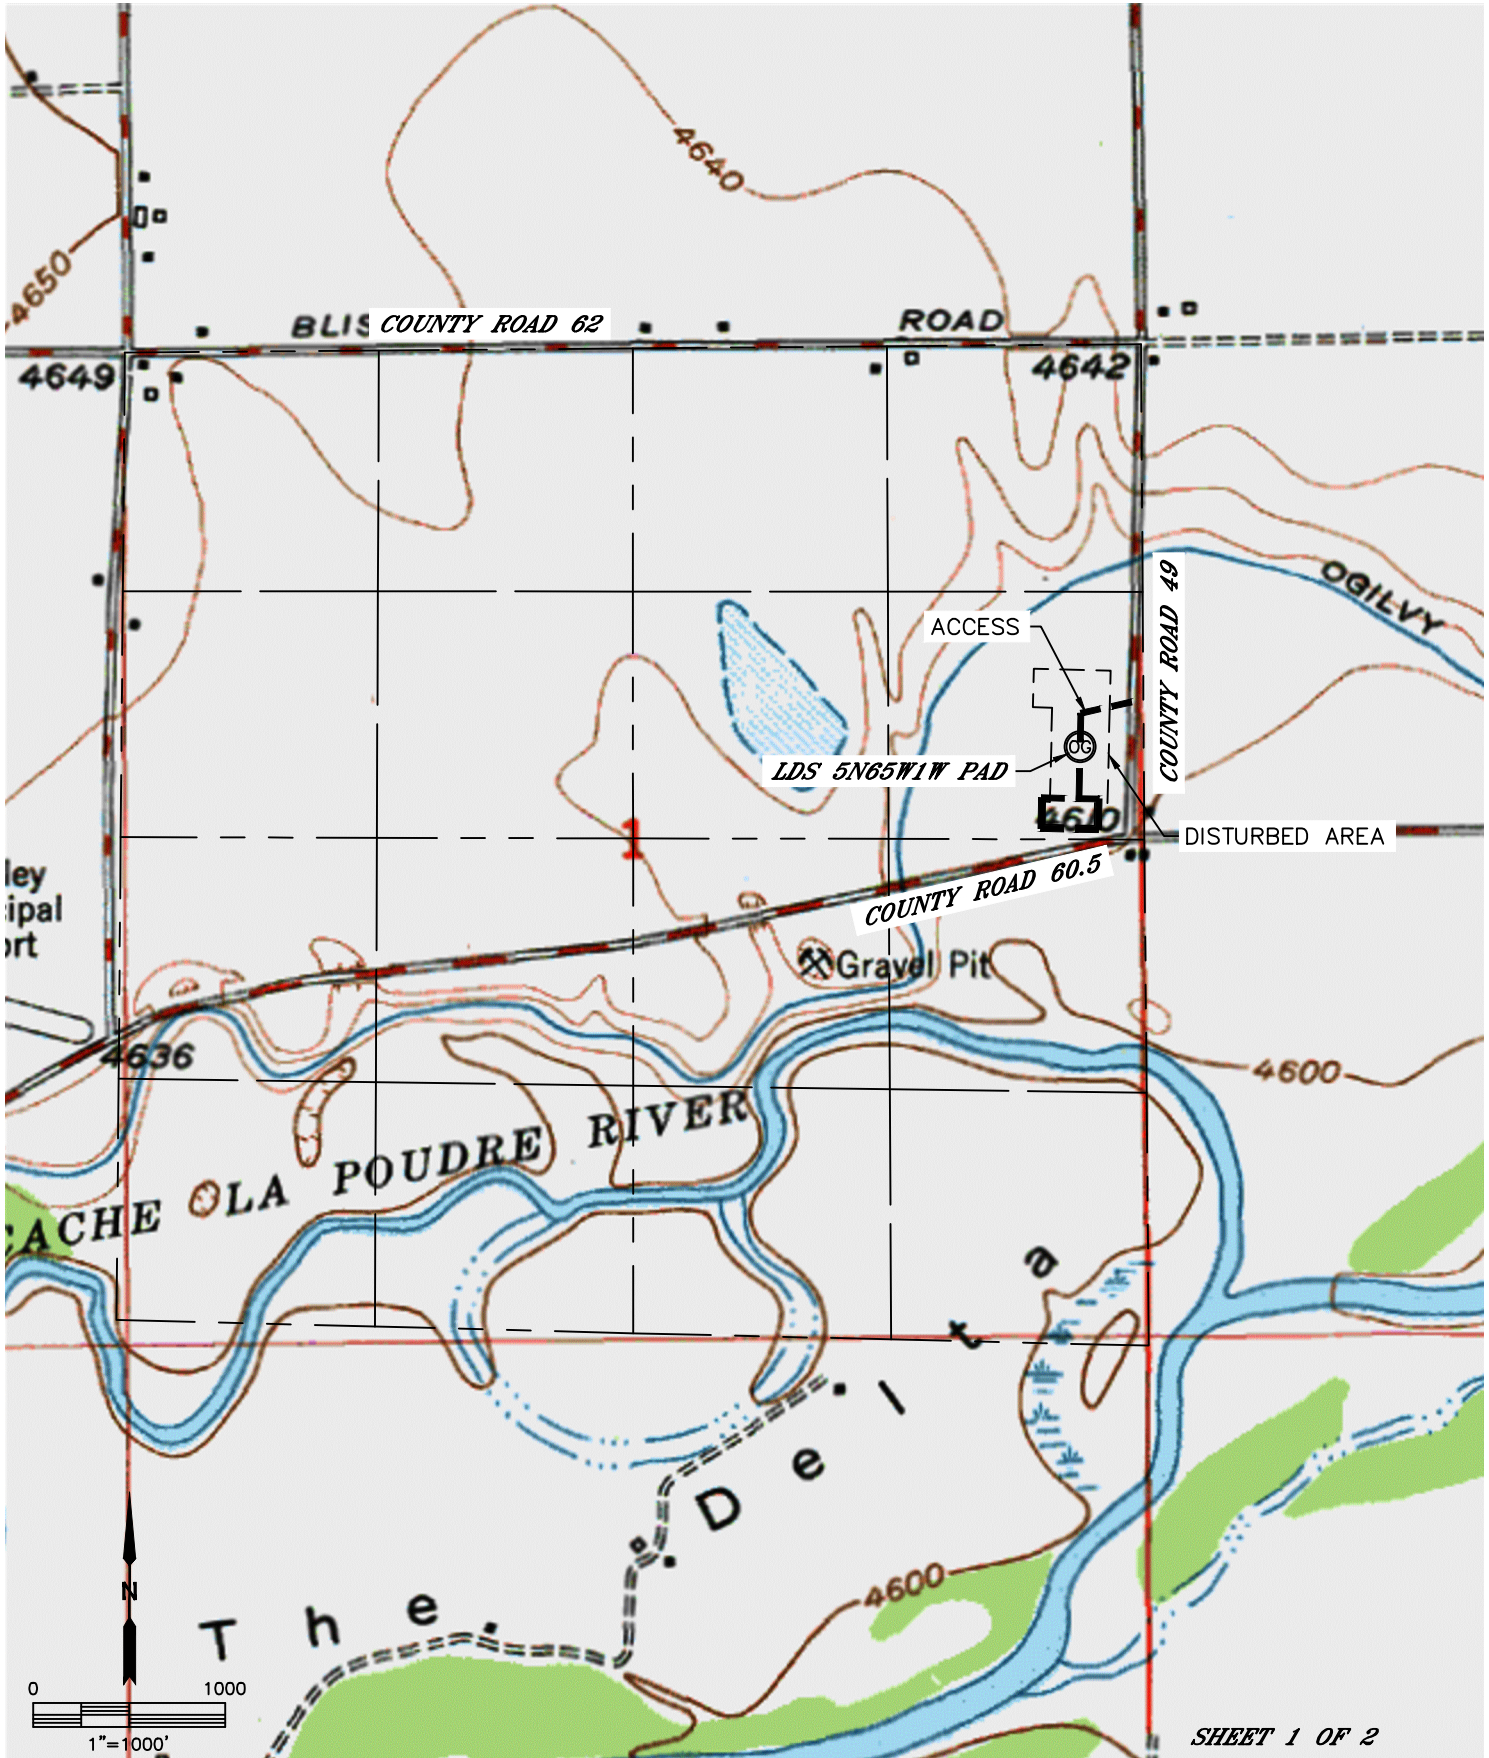 4640
4650
BLIS COUNTY ROAD 62
ROAD
4649
4642
OGILVY
COUNTY ROAD 49
ACCESS
OG
LDS 5N65W1W PAD
4610
DISTURBED AREA
1
COUNTY ROAD 60.5
ley
ipal
ort
Gravel Pit
4636
4600
CACHE LA POUDRE RIVER
The Delta
4600
N
0 1000
1"=1000'
SHEET 1 OF 2